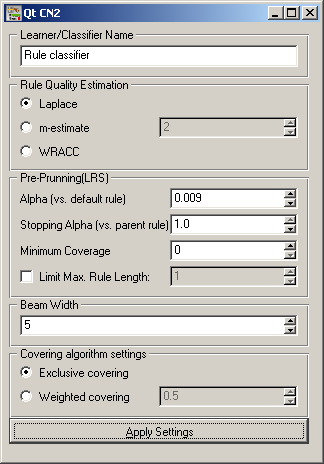 Qt CN2
Learner/Classifier Name
Rule classifier
Rule Quality Estimation
Laplace
m-estimate 2
WRACC
Pre-Prunning(LRS)
Alpha (vs. default rule) 0.009
Stopping Alpha (vs. parent rule) 1.0
Minimum Coverage 0
Limit Max. Rule Length: 1
Beam Width
5
Covering algorithm settings
Exclusive covering
Weighted covering 0.5
Apply Settings